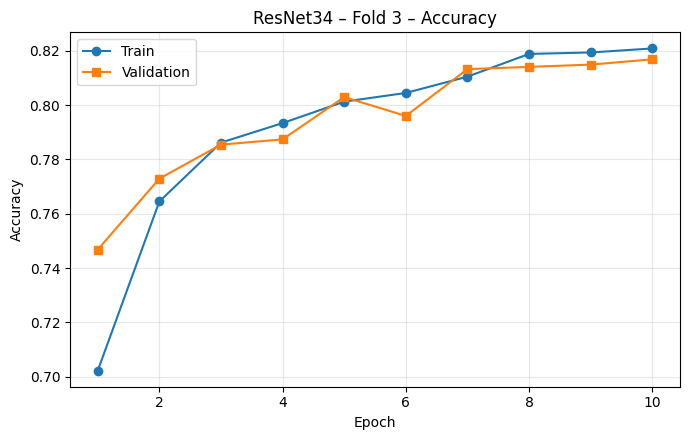 ResNet34 – Fold 3 – Accuracy
Train
Validation
Accuracy
0.82
0.80
0.78
0.76
0.74
0.72
0.70
2 4 6 8 10
Epoch